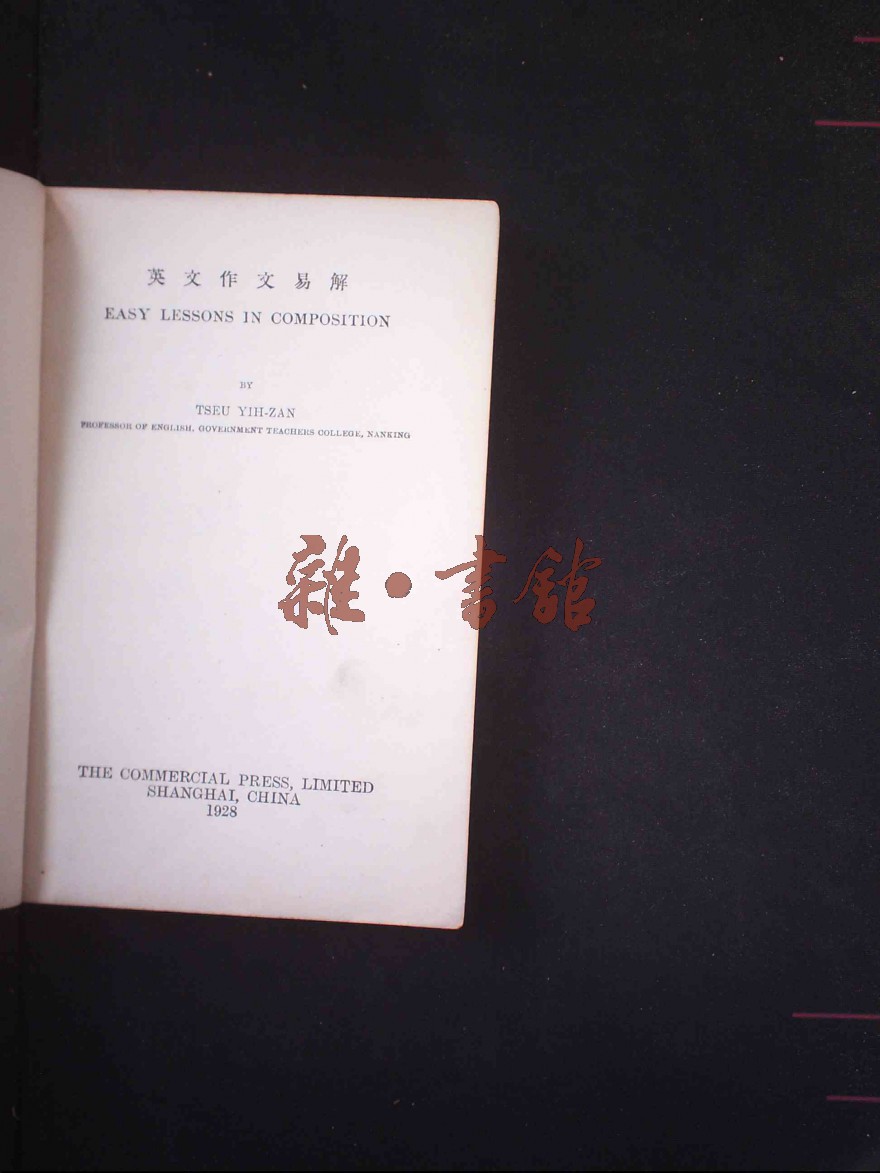 英文作文易解
EASY LESSONS IN COMPOSITION
BY
TSEU YIH-ZAN
PROFESSOR OF ENGLISH, GOVERNMENT TEACHERS COLLEGE, NANKING
雜·書館
THE COMMERCIAL PRESS, LIMITED
SHANGHAI, CHINA
1928